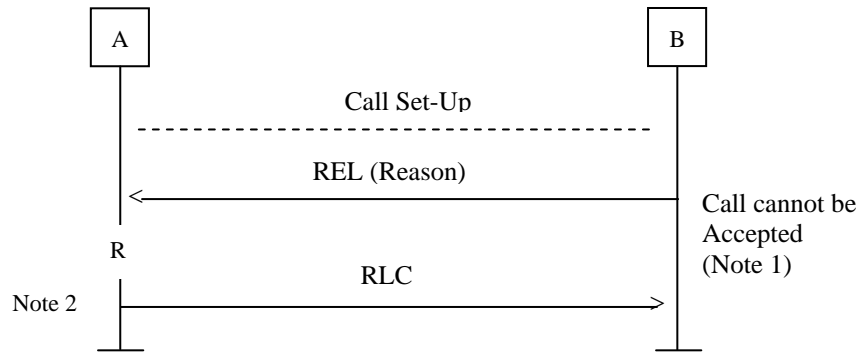 A
B
Call Set-Up
REL (Reason)
Call cannot be
Accepted
(Note 1)
R
RLC
Note 2